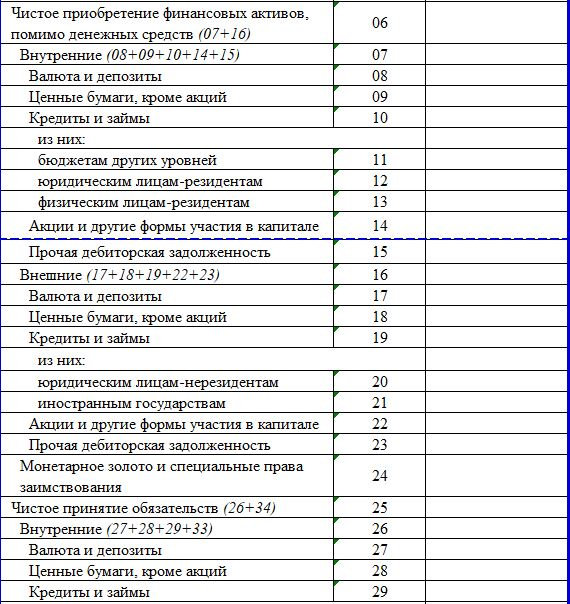 Чистое приобретение финансовых активов,
помимо денежных средств (07+16) 06
Внутренние (08+09+10+14+15) 07
Валюта и депозиты 08
Ценные бумаги, кроме акций 09
Кредиты и займы 10
из них:
бюджетам других уровней 11
юридическим лицам-резидентам 12
физическим лицам-резидентам 13
Акции и другие формы участия в капитале 14
Прочая дебиторская задолженность 15
Внешние (17+18+19+22+23) 16
Валюта и депозиты 17
Ценные бумаги, кроме акций 18
Кредиты и займы 19
из них:
юридическим лицам-нерезидентам 20
иностранным государствам 21
Акции и другие формы участия в капитале 22
Прочая дебиторская задолженность 23
Монетарное золото и специальные права
заимствования 24
Чистое принятие обязательств (26+34) 25
Внутренние (27+28+29+33) 26
Валюта и депозиты 27
Ценные бумаги, кроме акций 28
Кредиты и займы 29